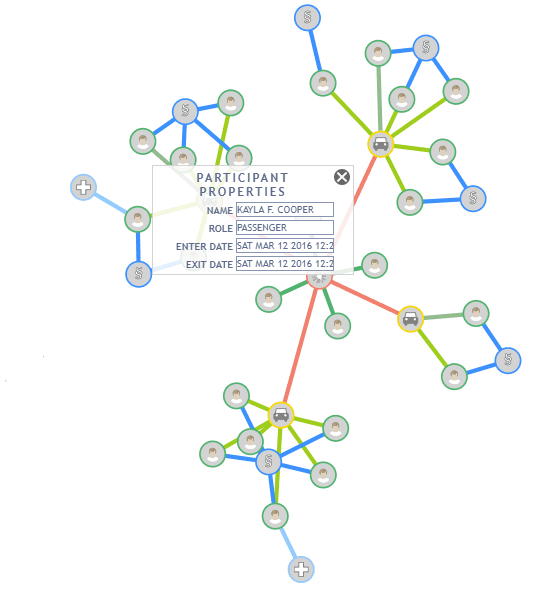 PARTICIPANT
PROPERTIES
NAME KAYLA F. COOPER
ROLE PASSENGER
ENTER DATE SAT MAR 12 2016 12:2
EXIT DATE SAT MAR 12 2016 12:2